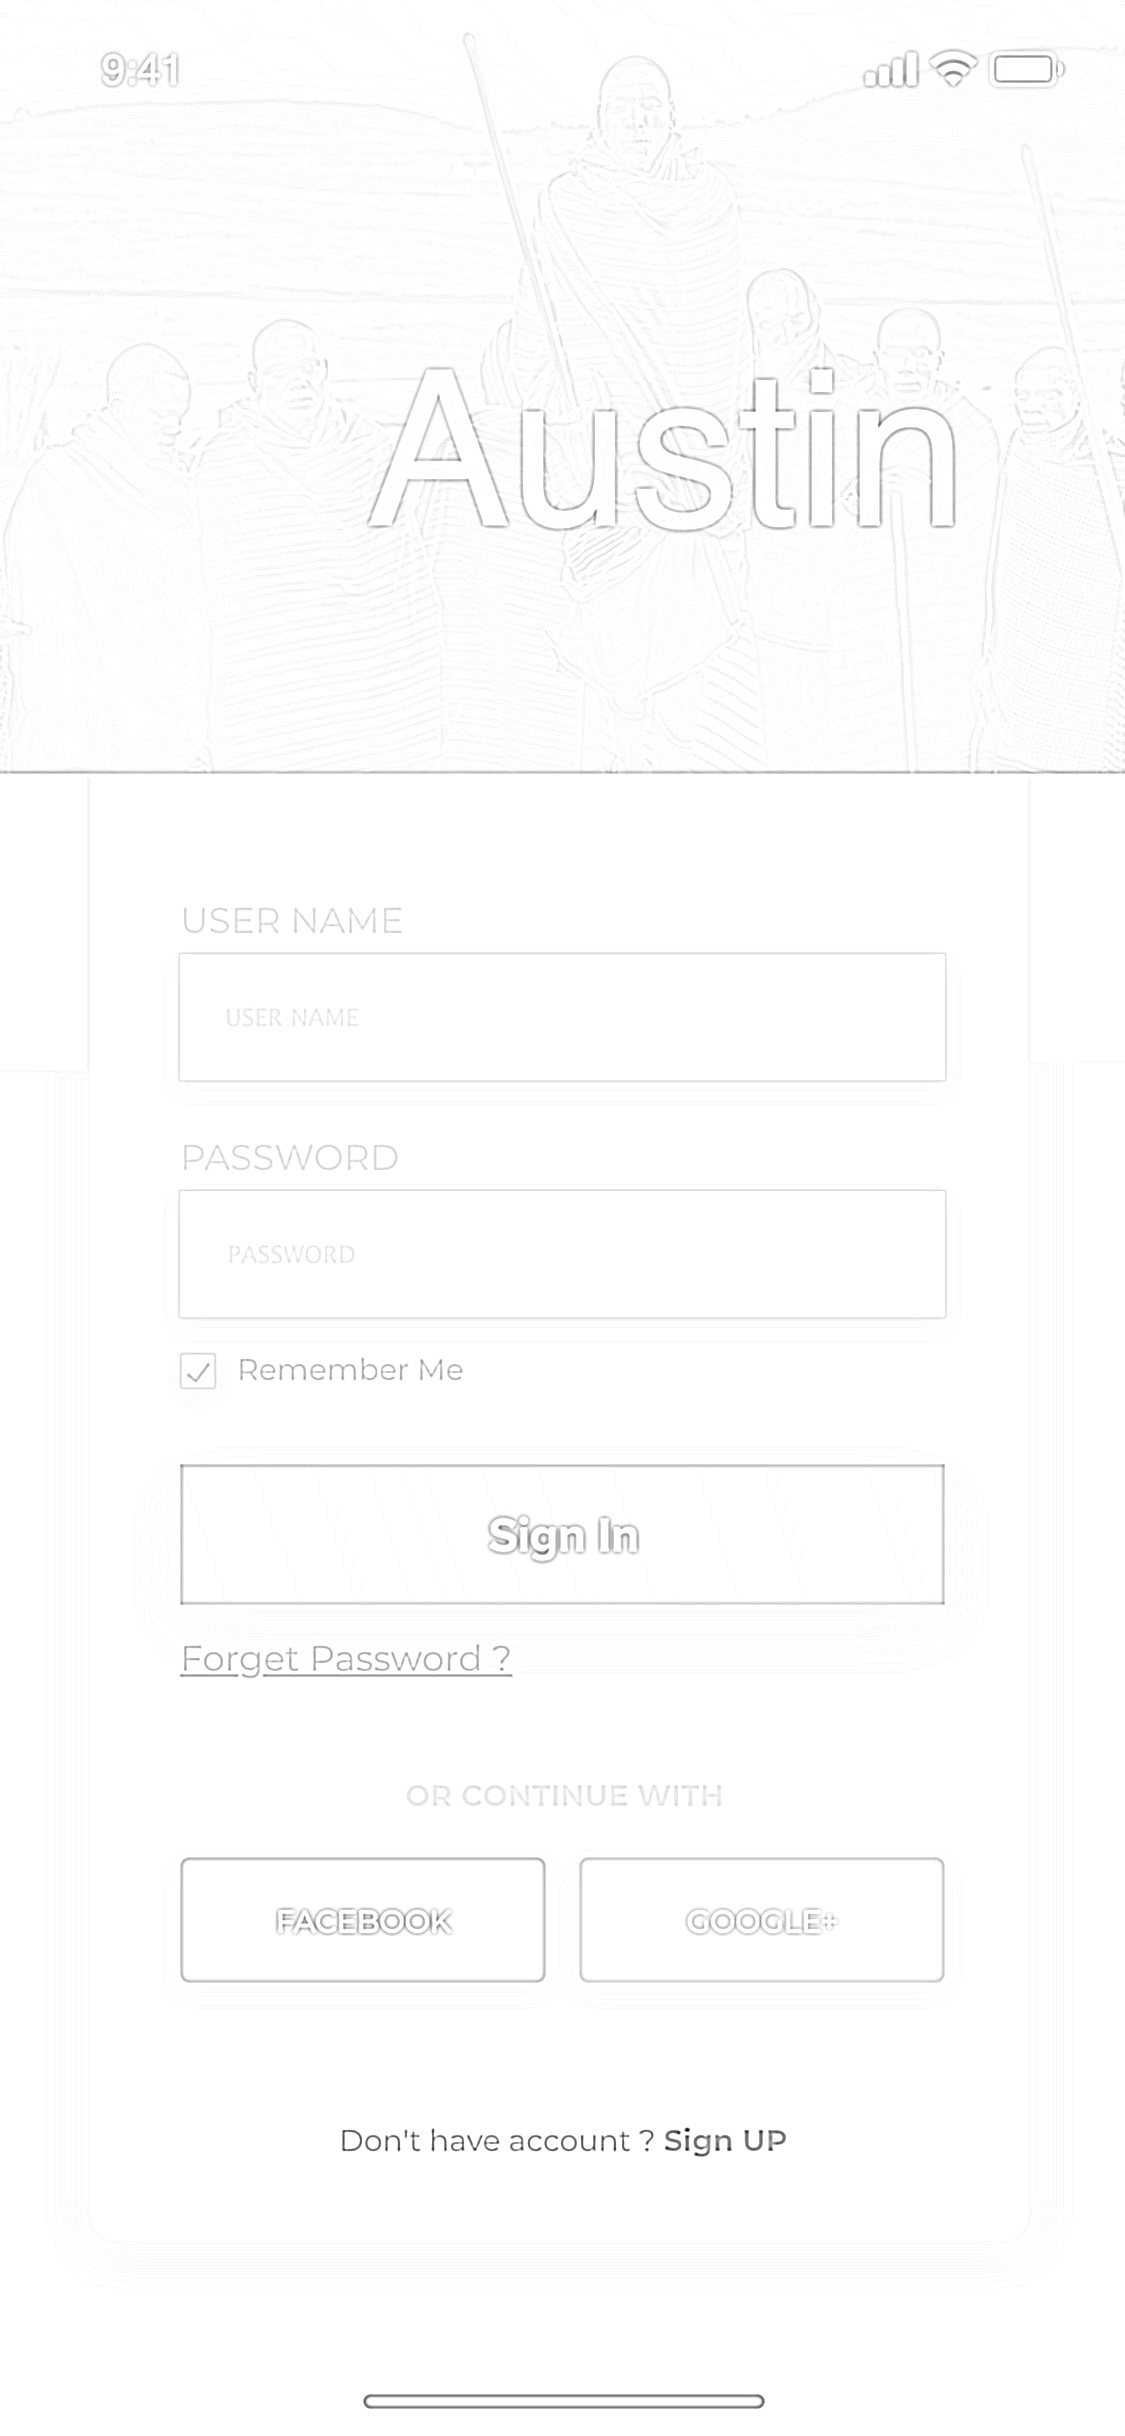 9:41
Austin
USER NAME
USER NAME
PASSWORD
PASSWORD
Remember Me
Sign In
Forget Password ?
OR CONTINUE WITH
FACEBOOK GOOGLE+
Don't have account ? Sign UP